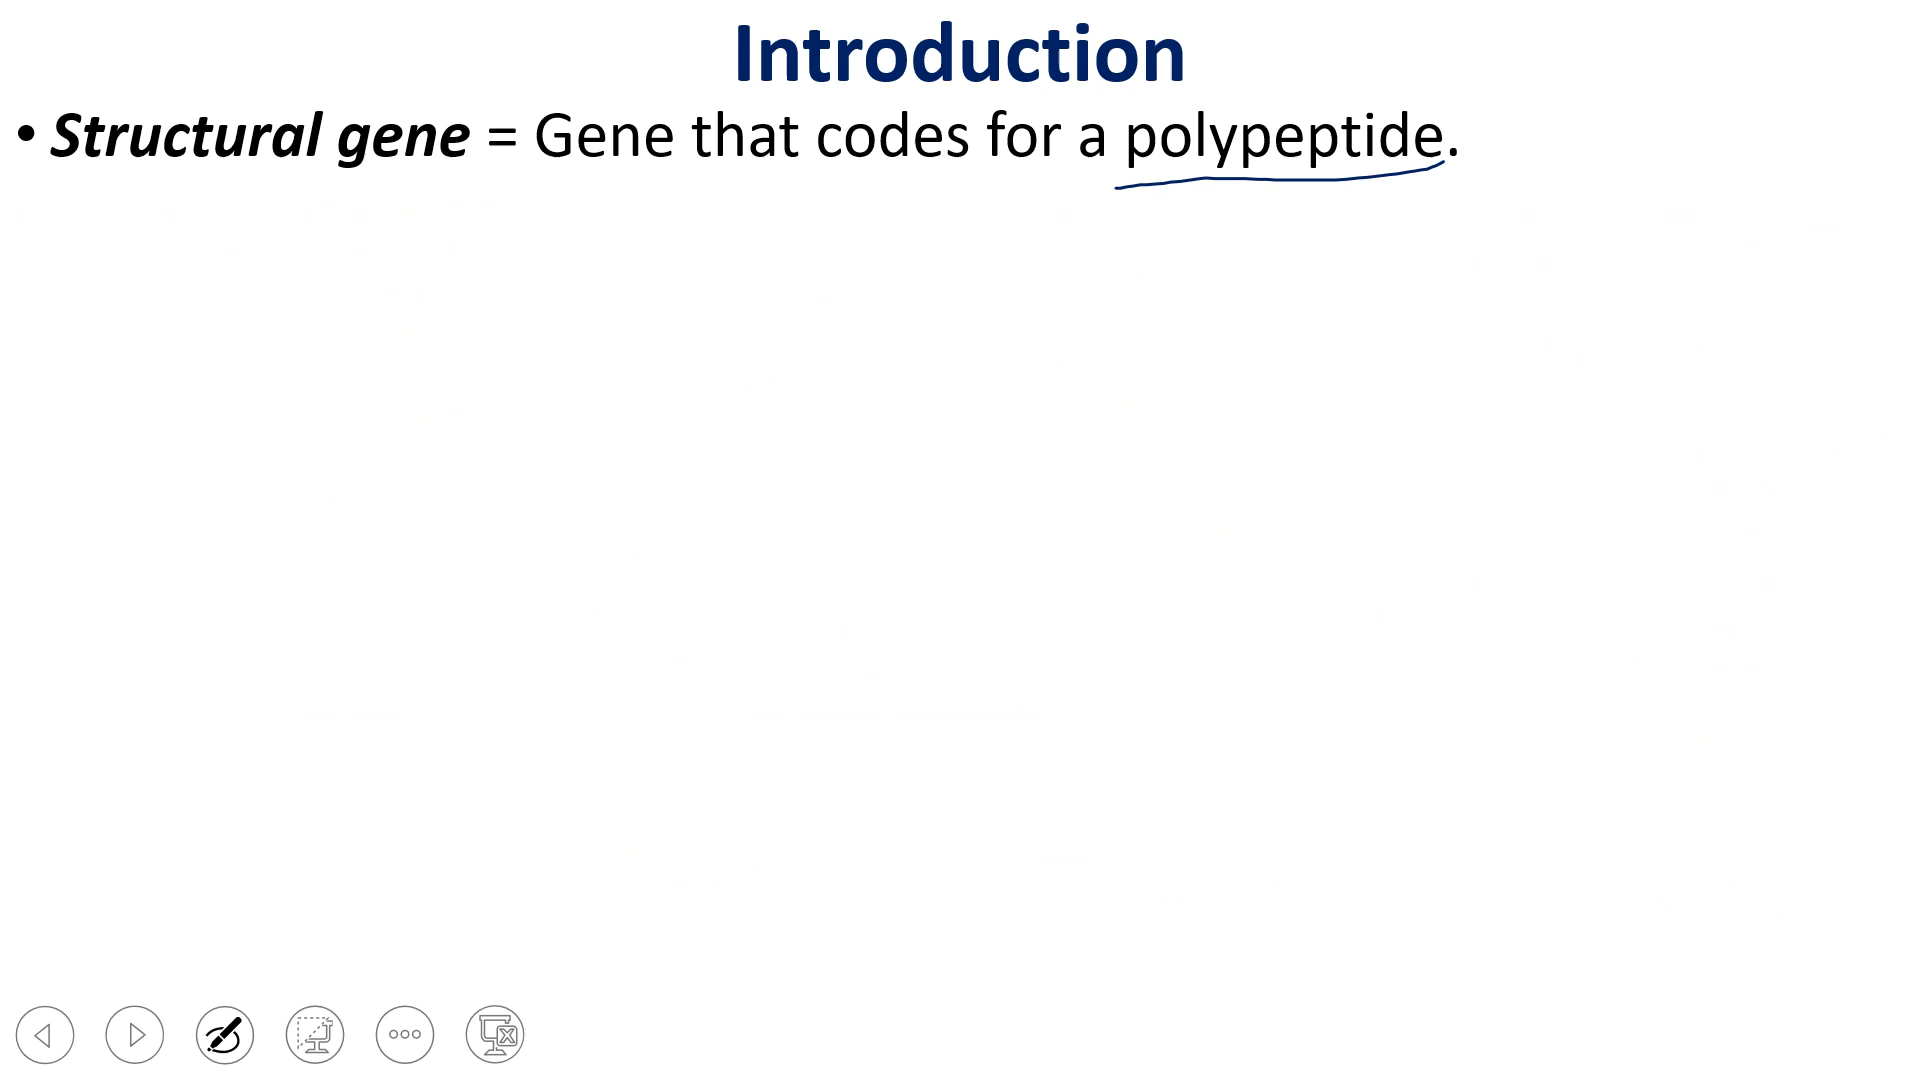 Introduction
• Structural gene = Gene that codes for a polypeptide.